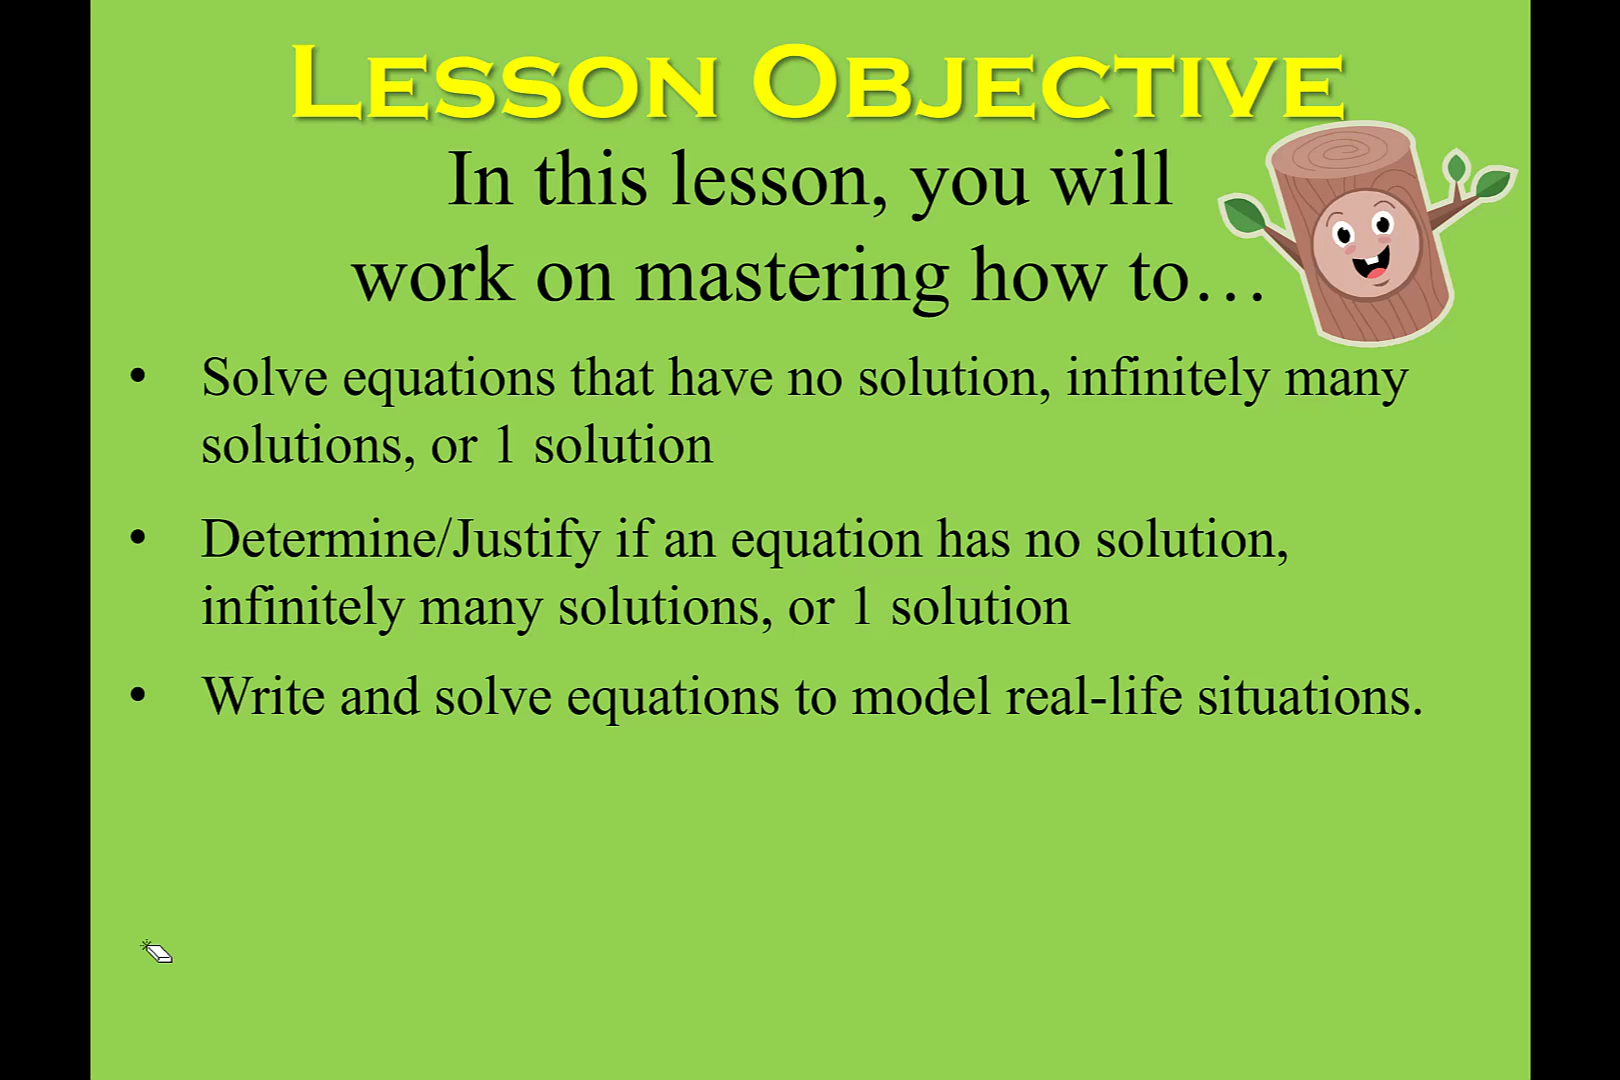 LESSON OBJECTIVE
In this lesson, you will
work on mastering how to…
• Solve equations that have no solution, infinitely many
solutions, or 1 solution
• Determine/Justify if an equation has no solution,
infinitely many solutions, or 1 solution
• Write and solve equations to model real-life situations.